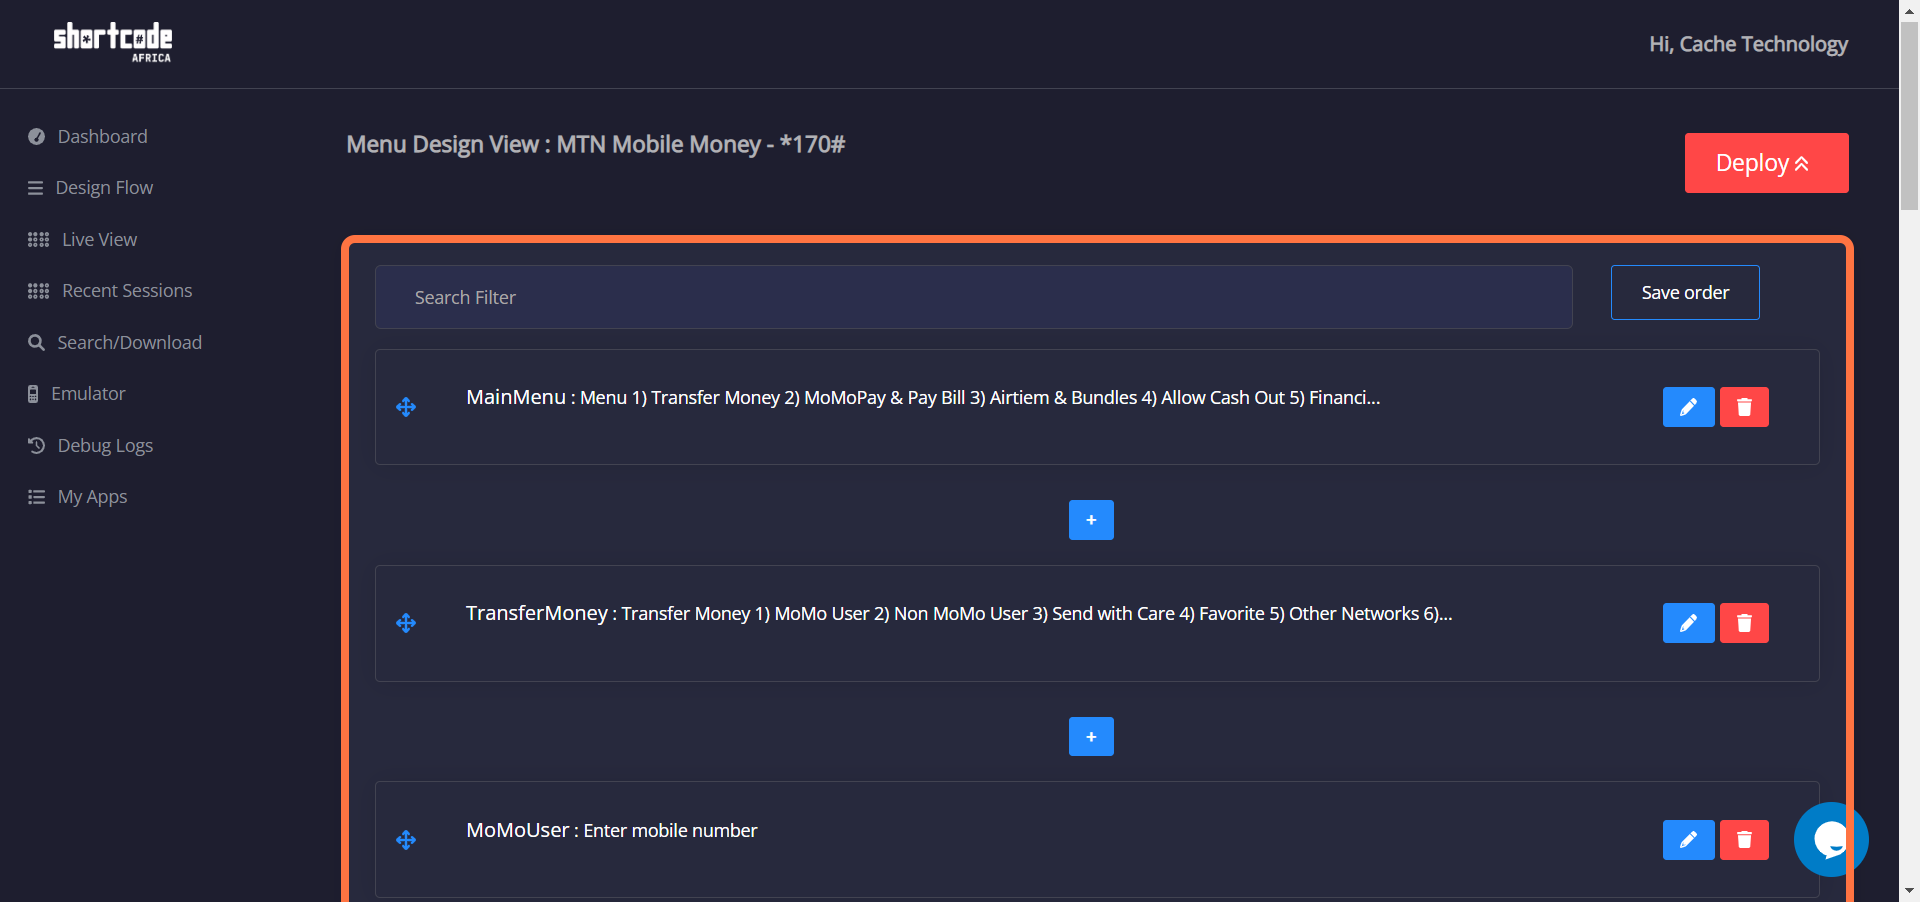 shortcode
AFRICA
Hi, Cache Technology
Dashboard
Design Flow
Live View
Recent Sessions
Search/Download
Emulator
Debug Logs
My Apps
Menu Design View : MTN Mobile Money - *170#
Deploy
Search Filter
Save order
MainMenu : Menu 1) Transfer Money 2) MoMoPay & Pay Bill 3) Airtiem & Bundles 4) Allow Cash Out 5) Financi...
+
TransferMoney : Transfer Money 1) MoMo User 2) Non MoMo User 3) Send with Care 4) Favorite 5) Other Networks 6)...
+
MoMoUser : Enter mobile number